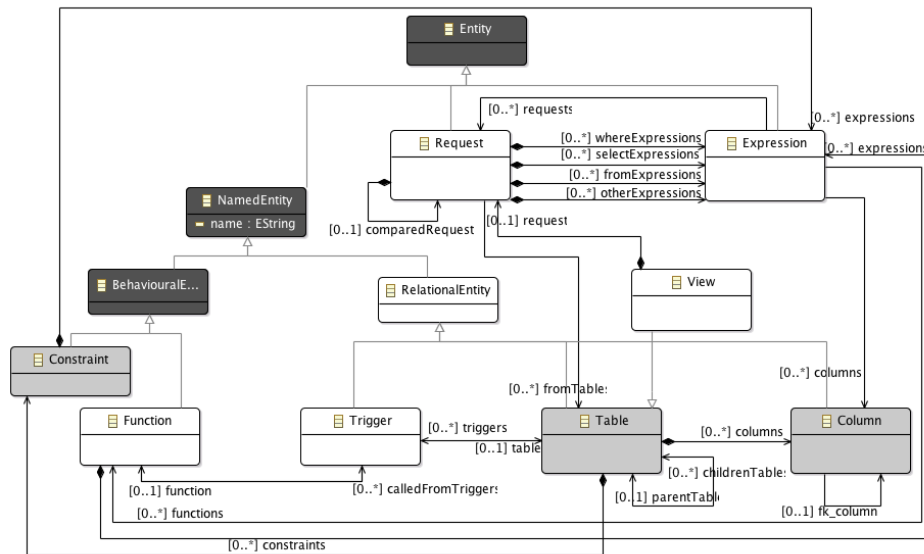 Entity
[0..*] requests
[0..*] expressions
Request
[0..*] whereExpressions
Expression
[0..*] selectExpressions
[0..*] expressions
[0..*] fromExpressions
[0..*] otherExpressions
NamedEntity
name : EString
[0..1] comparedRequest
[0..1] request
BehaviouralE...
RelationalEntity
View
Constraint
[0..*] columns
[0..*] fromTables
Function
Trigger
[0..*] triggers
Table
[0..*] columns
Column
[0..1] table
[0..*] childrenTables
[0..1] function
[0..*] calledFromTriggers
[0..1] parentTable
[0..1] fk_column
[0..*] functions
[0..*] constraints